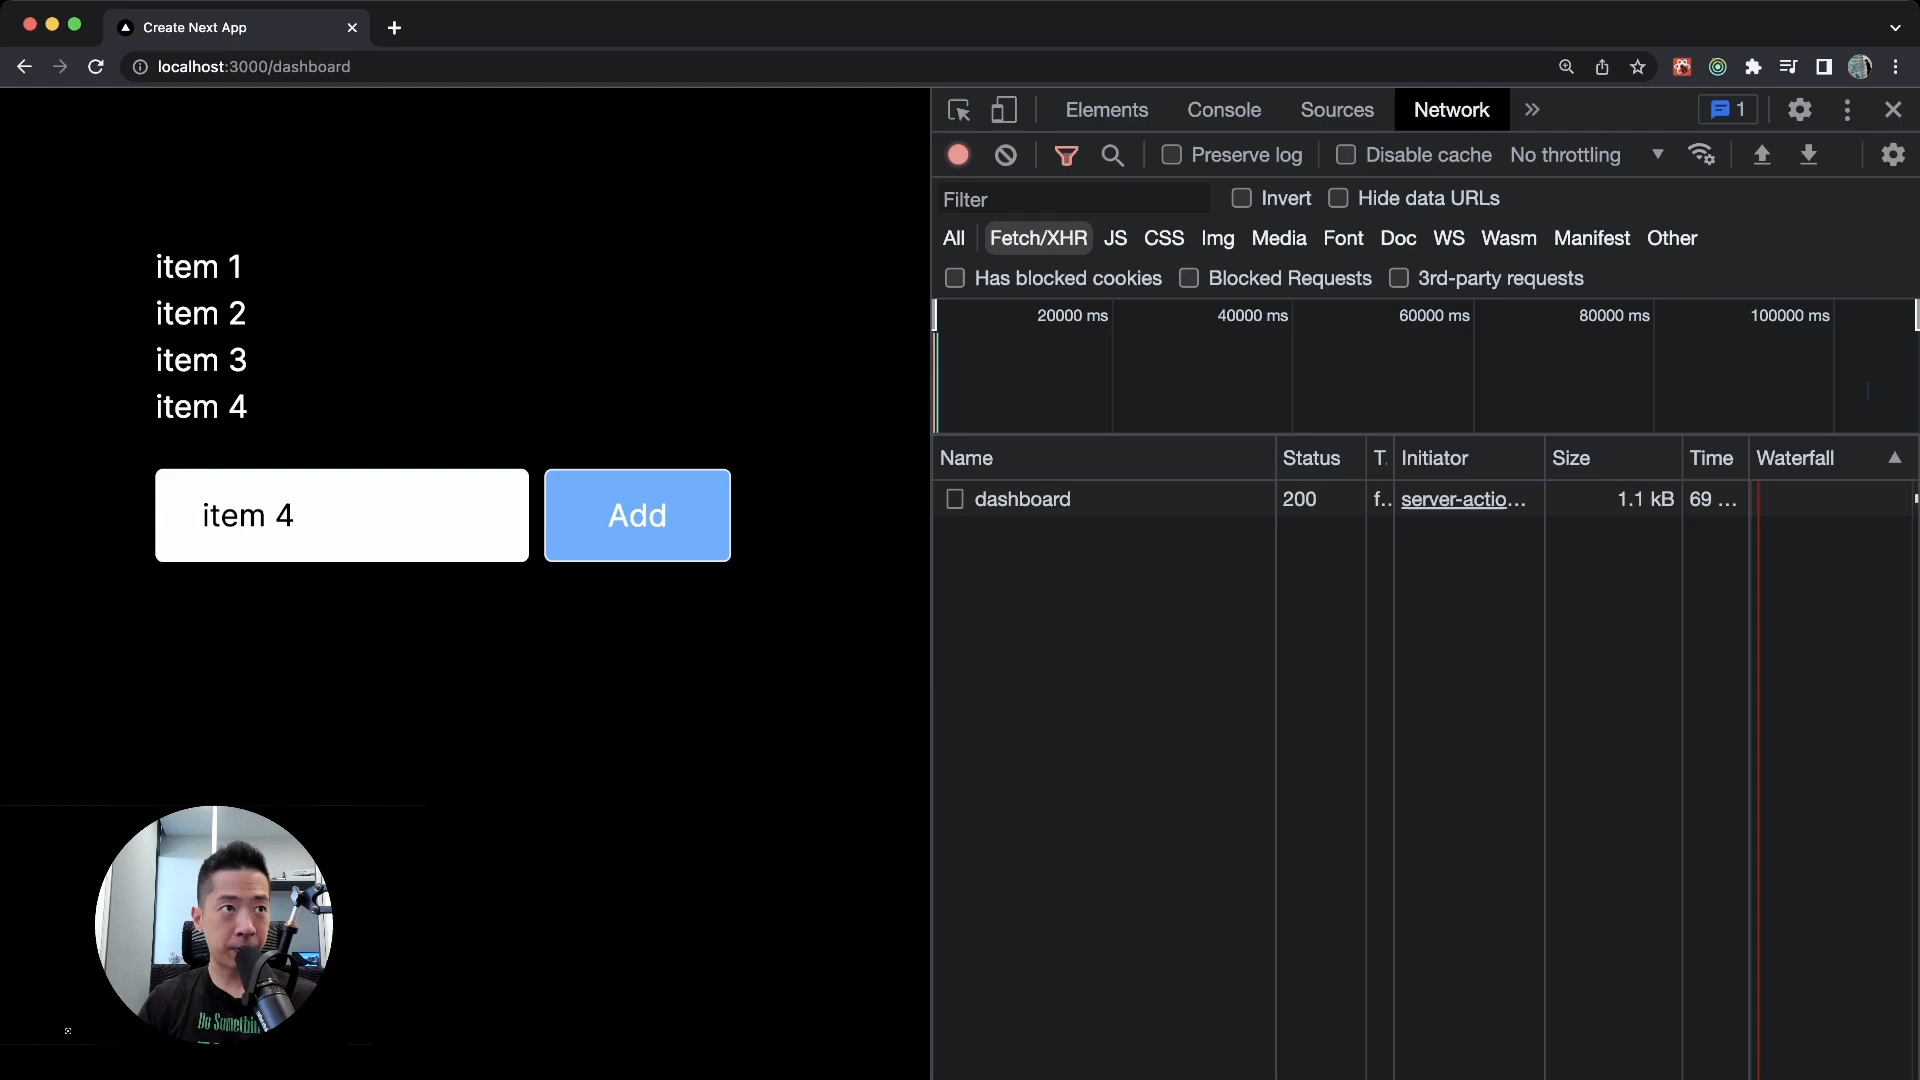 Create Next App
localhost:3000/dashboard
Elements Console Sources Network 1
Preserve log Disable cache No throttling
Filter Invert Hide data URLs
All Fetch/XHR JS CSS Img Media Font Doc WS Wasm Manifest Other
Has blocked cookies Blocked Requests 3rd-party requests
20000 ms 40000 ms 60000 ms 80000 ms 100000 ms
Name Status T. Initiator Size Time Waterfall
dashboard 200 f.. server-actio... 1.1 kB 69 ...
item 1
item 2
item 3
item 4
item 4 Add
Do Somethin